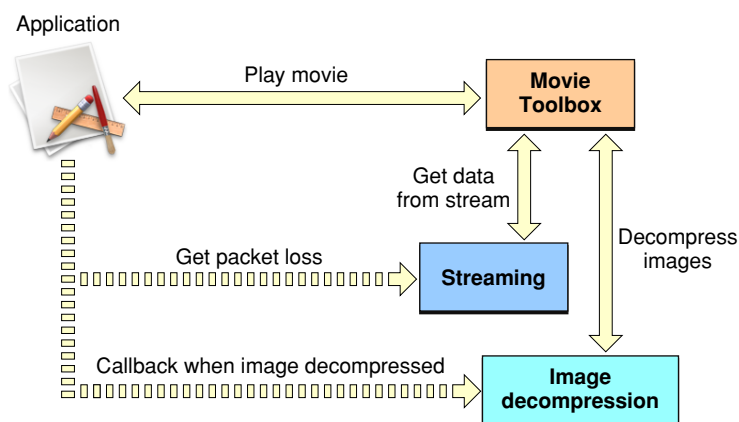 Application
Play movie
Movie
Toolbox
Get data
from stream
Decompress
images
Get packet loss
Streaming
Callback when image decompressed
Image
decompression